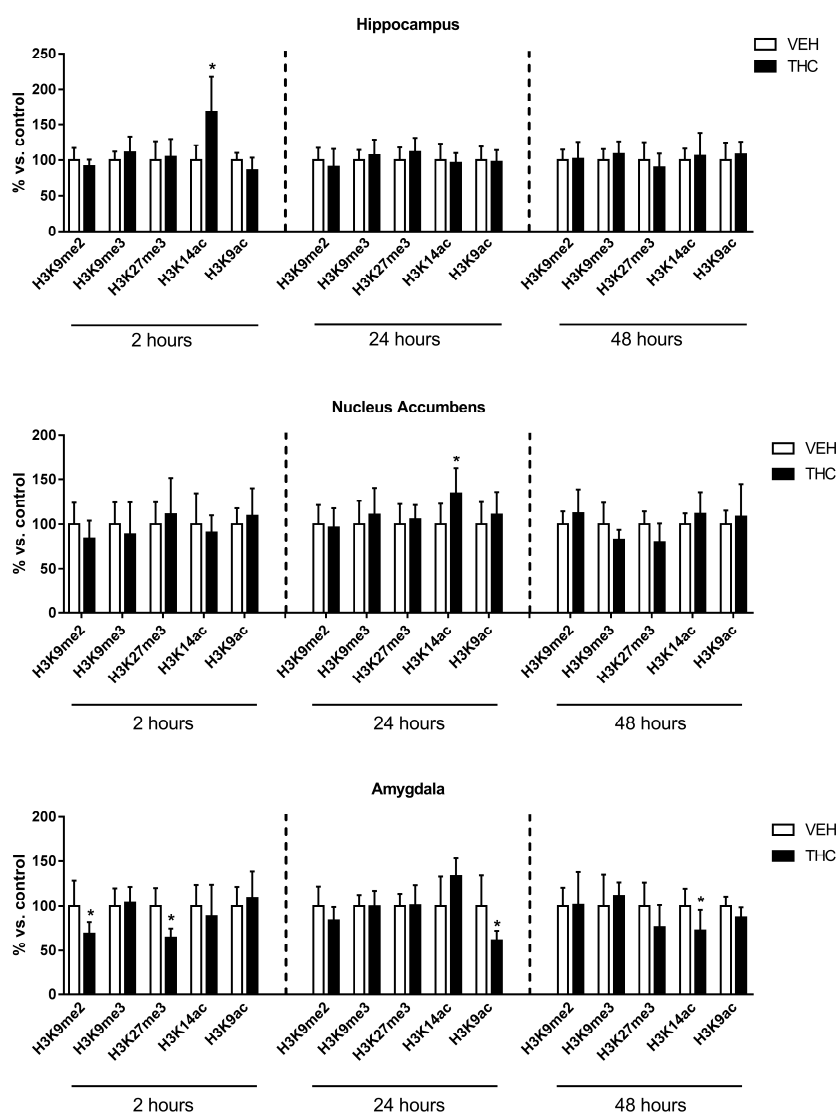 Hippocampus
VEH
THC
% vs. control
250
200
150
100
50
0
H3K9me2
H3K9me3
H3K27me3
H3K14ac
H3K9ac
H3K9me2
H3K9me3
H3K27me3
H3K14ac
H3K9ac
H3K9me2
H3K9me3
H3K27me3
H3K14ac
H3K9ac
*
2 hours
24 hours
48 hours
Nucleus Accumbens
VEH
THC
% vs. control
200
150
100
50
0
*
H3K9me2
H3K9me3
H3K27me3
H3K14ac
H3K9ac
H3K9me2
H3K9me3
H3K27me3
H3K14ac
H3K9ac
H3K9me2
H3K9me3
H3K27me3
H3K14ac
H3K9ac
2 hours
24 hours
48 hours
Amygdala
VEH
THC
% vs. control
200
150
100
50
0
*
*
*
*
H3K9me2
H3K9me3
H3K27me3
H3K14ac
H3K9ac
H3K9me2
H3K9me3
H3K27me3
H3K14ac
H3K9ac
H3K9me2
H3K9me3
H3K27me3
H3K14ac
H3K9ac
2 hours
24 hours
48 hours